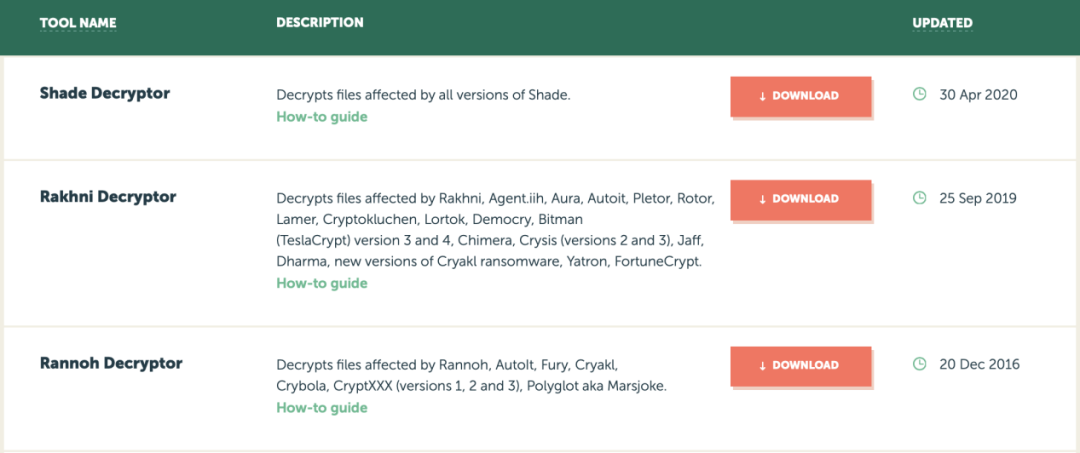 TOOL NAME DESCRIPTION UPDATED
Shade Decryptor
Decrypts files affected by all versions of Shade.
How-to guide
↓ DOWNLOAD
30 Apr 2020
Rakhni Decryptor
Decrypts files affected by Rakhni, Agent.iih, Aura, Autoit, Pletor, Rotor,
Lamer, Cryptokluchen, Lortok, Democry, Bitman
(TeslaCrypt) version 3 and 4, Chimera, Crysis (versions 2 and 3), Jaff,
Dharma, new versions of Cryakl ransomware, Yatron, FortuneCrypt.
How-to guide
↓ DOWNLOAD
25 Sep 2019
Rannoh Decryptor
Decrypts files affected by Rannoh, AutoIt, Fury, Cryakl,
Crybola, CryptXXX (versions 1, 2 and 3), Polyglot aka Marsjoke.
How-to guide
↓ DOWNLOAD
20 Dec 2016